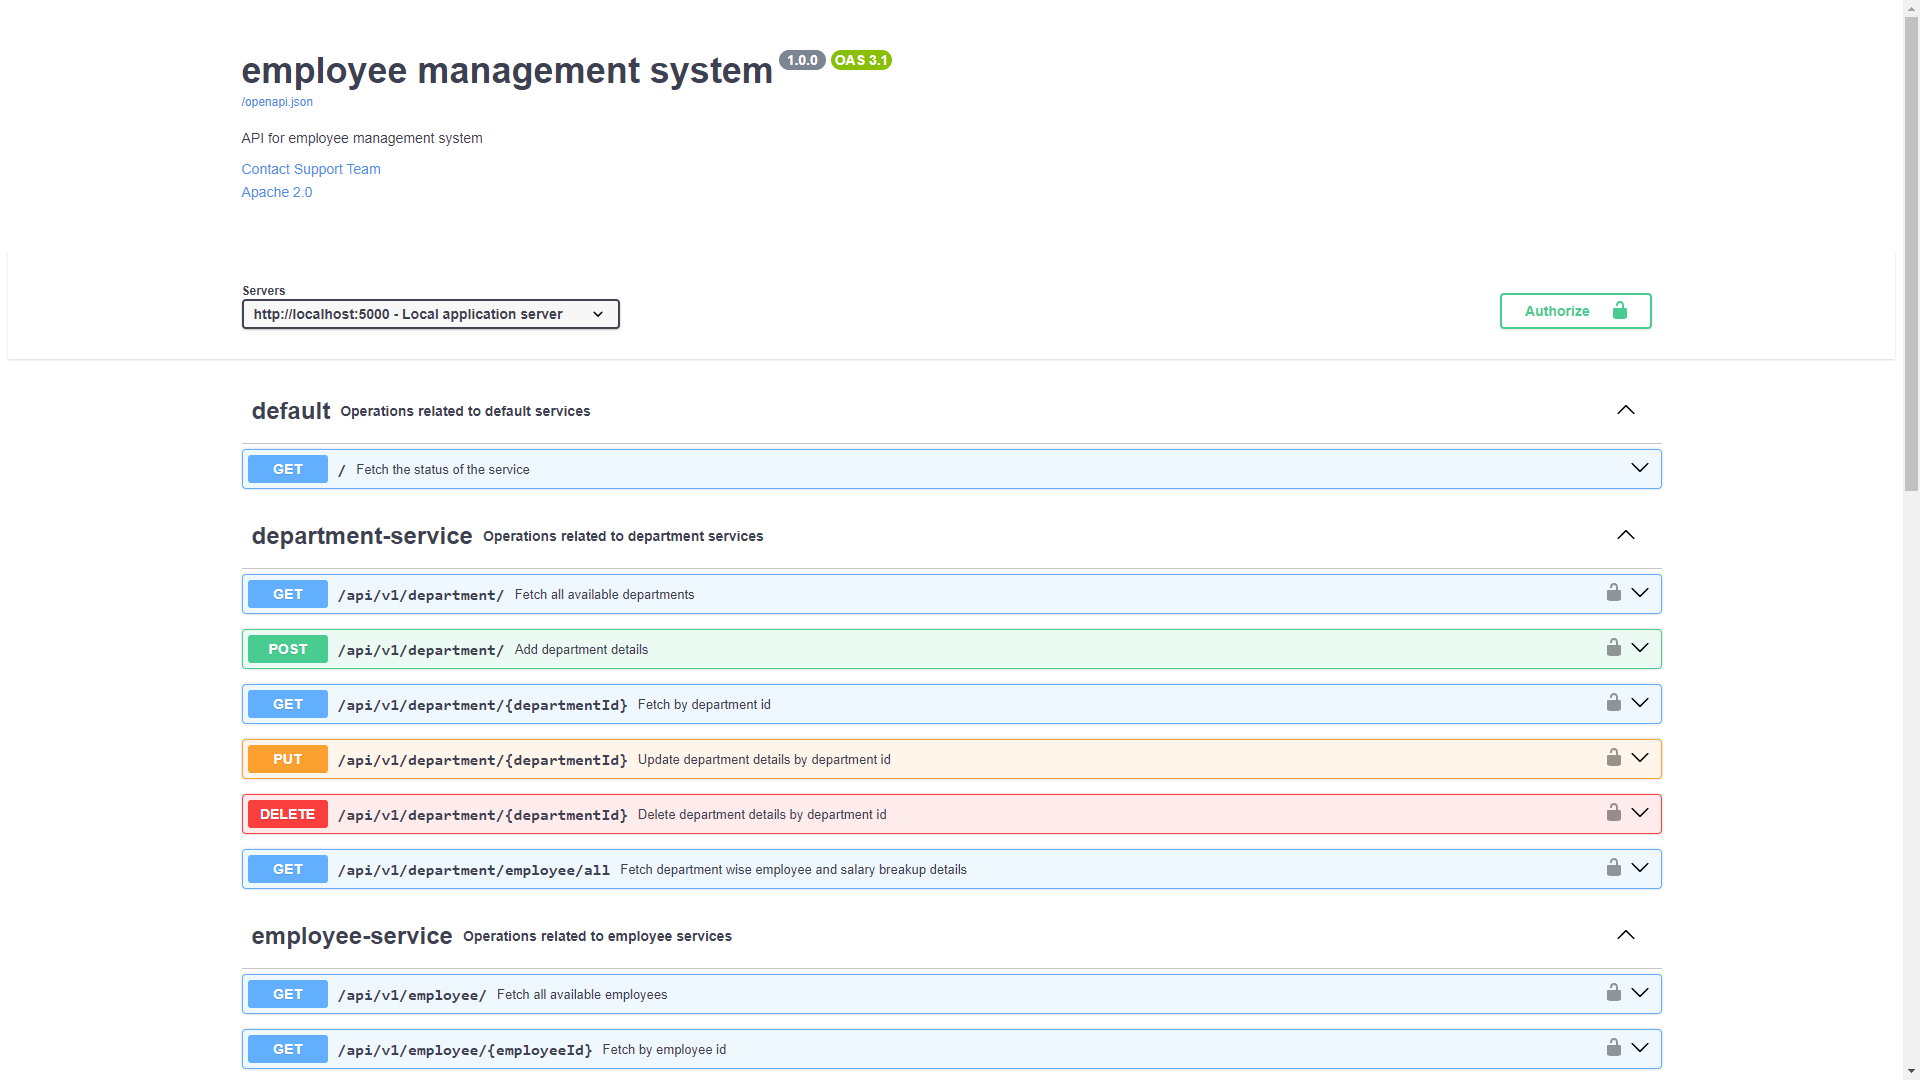 employee management system 1.0.0 OAS 3.1
/openapi.json
API for employee management system
Contact Support Team
Apache 2.0
Servers
http://localhost:5000 - Local application server
Authorize
default Operations related to default services
GET / Fetch the status of the service
department-service Operations related to department services
GET /api/v1/department/ Fetch all available departments
POST /api/v1/department/ Add department details
GET /api/v1/department/{departmentId} Fetch by department id
PUT /api/v1/department/{departmentId} Update department details by department id
DELETE /api/v1/department/{departmentId} Delete department details by department id
GET /api/v1/department/employee/all Fetch department wise employee and salary breakup details
employee-service Operations related to employee services
GET /api/v1/employee/ Fetch all available employees
GET /api/v1/employee/{employeeId} Fetch by employee id